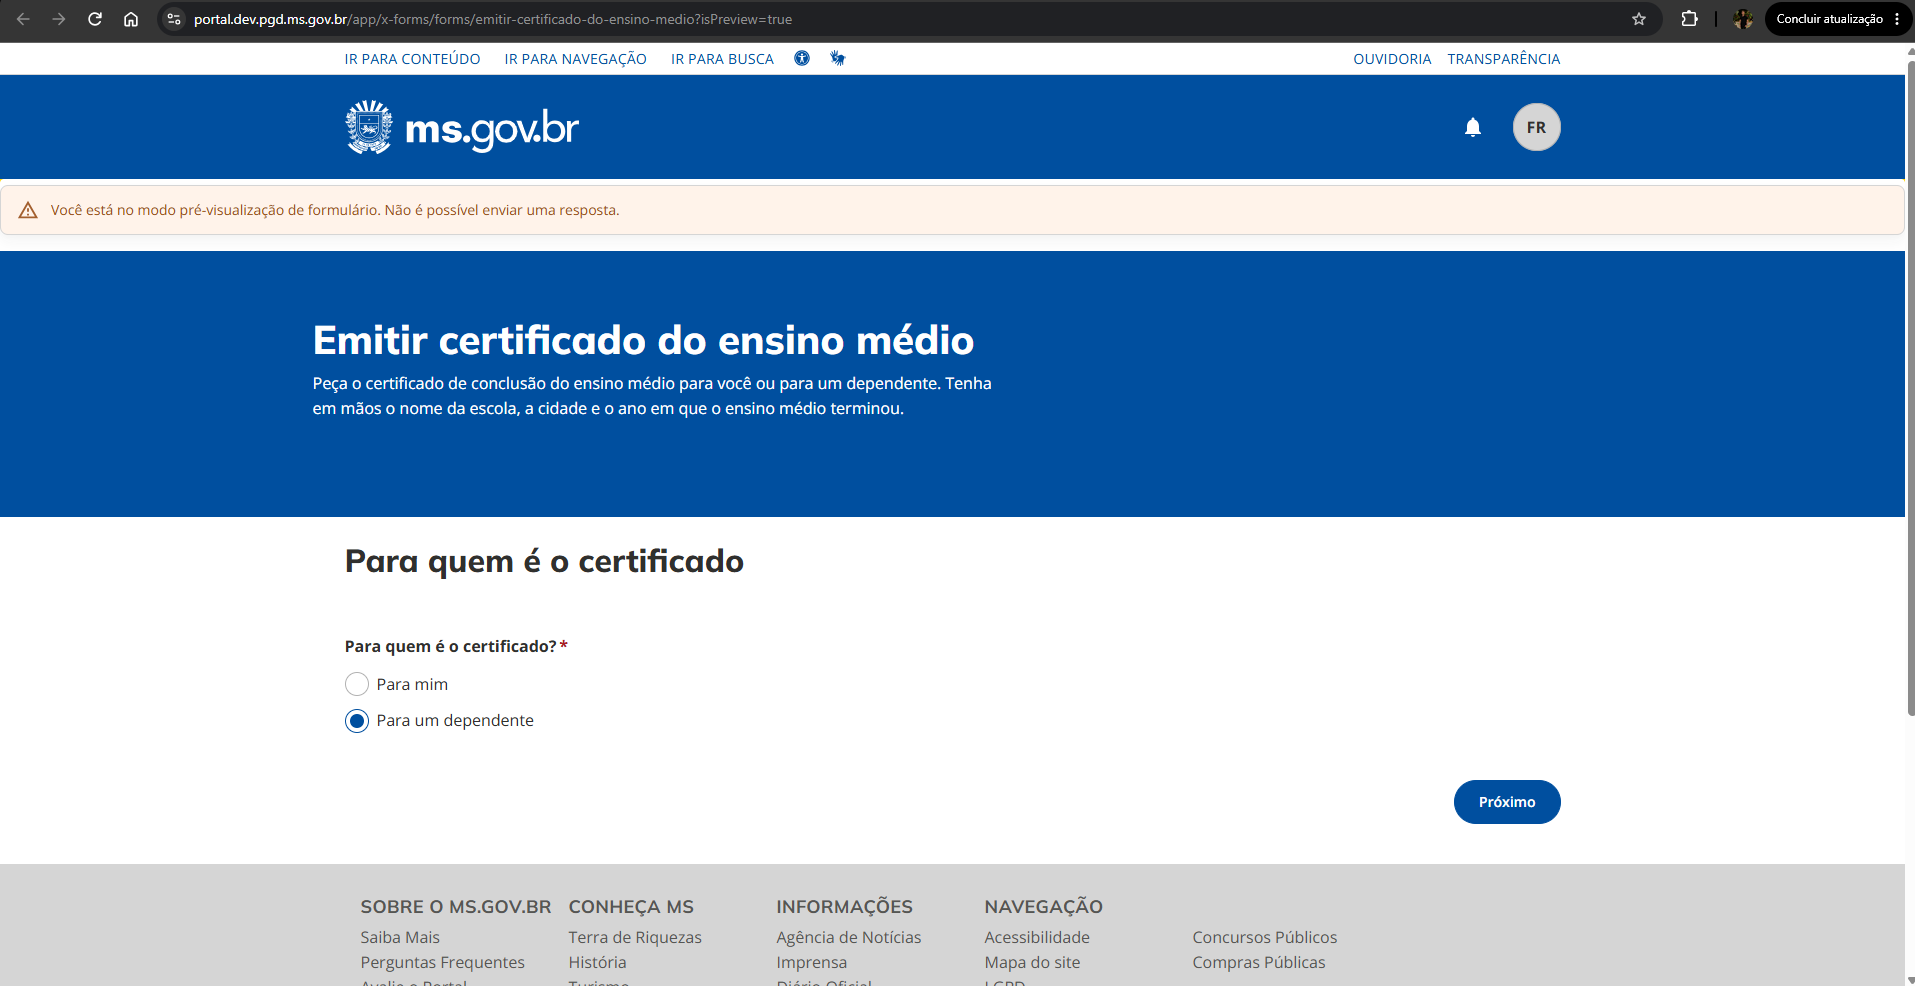 portal.dev.pgd.ms.gov.br/app/x-forms/forms/emitir-certificado-do-ensino-medio?isPreview=true
Concluir atualização
IR PARA CONTEÚDO IR PARA NAVEGAÇÃO IR PARA BUSCA OUVIDORIA TRANSPARÊNCIA
ms.gov.br
FR
Você está no modo pré-visualização de formulário. Não é possível enviar uma resposta.
Emitir certificado do ensino médio
Peça o certificado de conclusão do ensino médio para você ou para um dependente. Tenha
em mãos o nome da escola, a cidade e o ano em que o ensino médio terminou.
Para quem é o certificado
Para quem é o certificado?*
Para mim
Para um dependente
Próximo
SOBRE O MS.GOV.BR CONHEÇA MS INFORMAÇÕES NAVEGAÇÃO
Saiba Mais Terra de Riquezas Agência de Notícias Acessibilidade Concursos Públicos
Perguntas Frequentes História Imprensa Mapa do site Compras Públicas
Avalie o Portal Turismo Diário Oficial LGPD